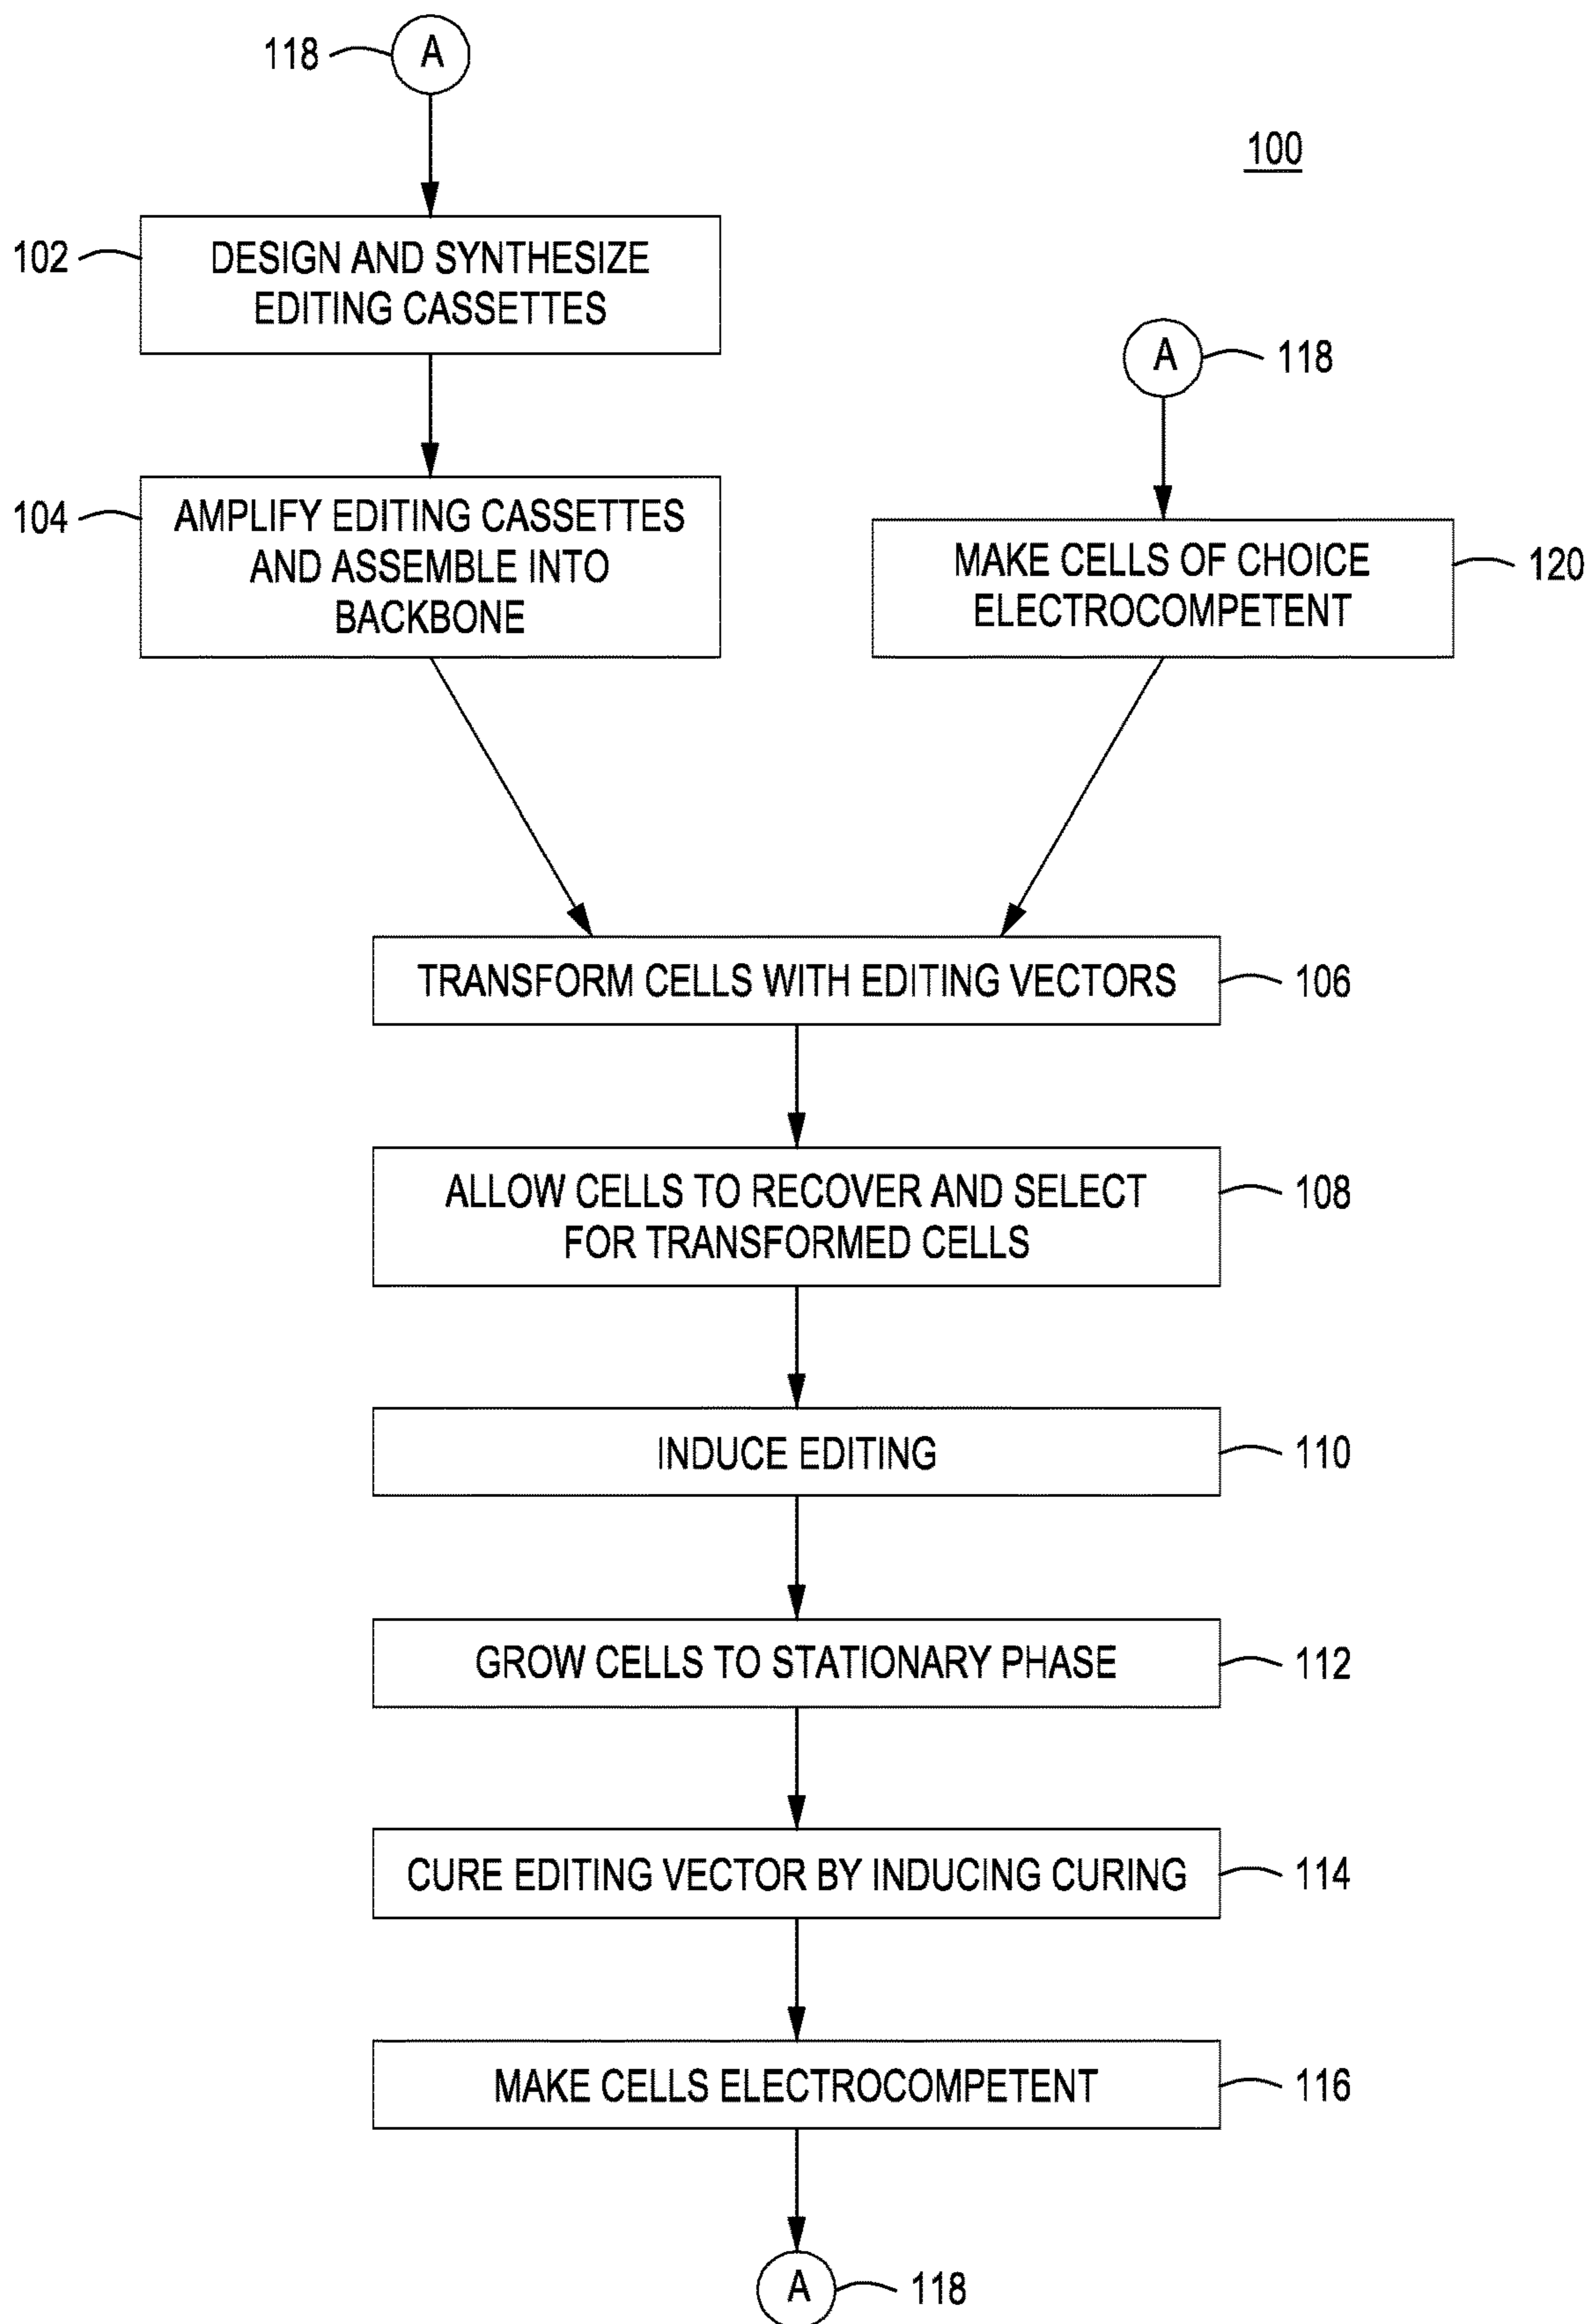 118 A
100
102 DESIGN AND SYNTHESIZE
EDITING CASSETTES
A 118
104 AMPLIFY EDITING CASSETTES
AND ASSEMBLE INTO
BACKBONE
MAKE CELLS OF CHOICE
ELECTROCOMPETENT
120
TRANSFORM CELLS WITH EDITING VECTORS 106
ALLOW CELLS TO RECOVER AND SELECT
FOR TRANSFORMED CELLS
108
INDUCE EDITING 110
GROW CELLS TO STATIONARY PHASE 112
CURE EDITING VECTOR BY INDUCING CURING 114
MAKE CELLS ELECTROCOMPETENT 116
A 118